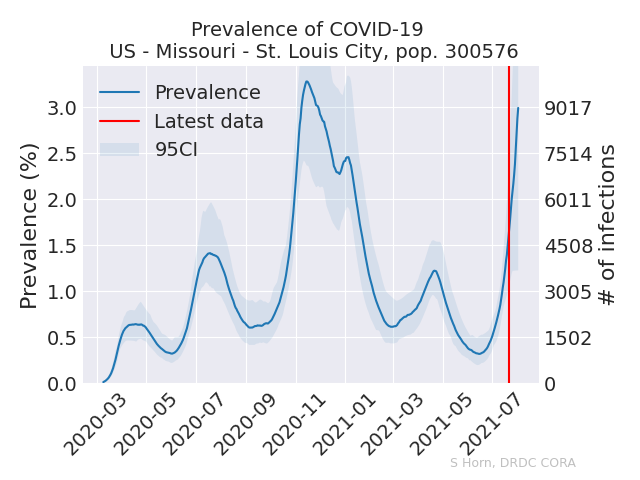 Prevalence of COVID-19
US - Missouri - St. Louis City, pop. 300576
Prevalence
Latest data
95CI
Prevalence (%)
3.0
2.5
2.0
1.5
1.0
0.5
0.0
9017
7514
6011
4508
3005
1502
0
# of infections
2020-03
2020-05
2020-07
2020-09
2020-11
2021-01
2021-03
2021-05
2021-07
S Horn, DRDC CORA